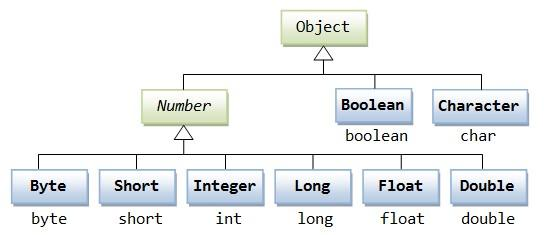 Object
Number Boolean Character
boolean char
Byte Short Integer Long Float Double
byte short int long float double